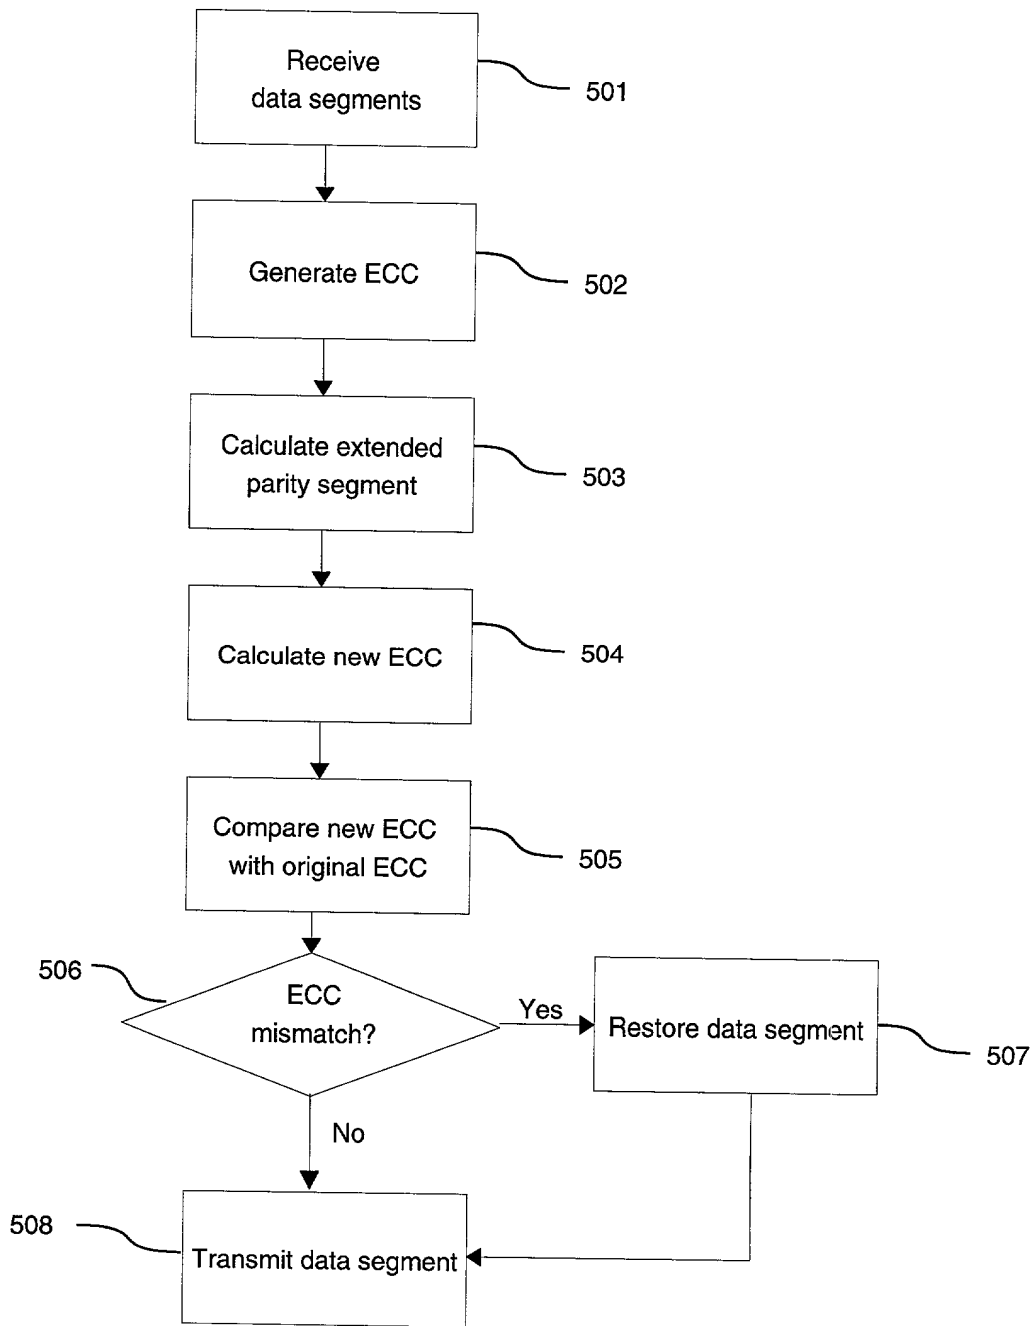 Receive
data segments
501
Generate ECC
502
Calculate extended
parity segment
503
Calculate new ECC
504
Compare new ECC
with original ECC
505
506
ECC
mismatch?
Yes
Restore data segment
507
No
508
Transmit data segment